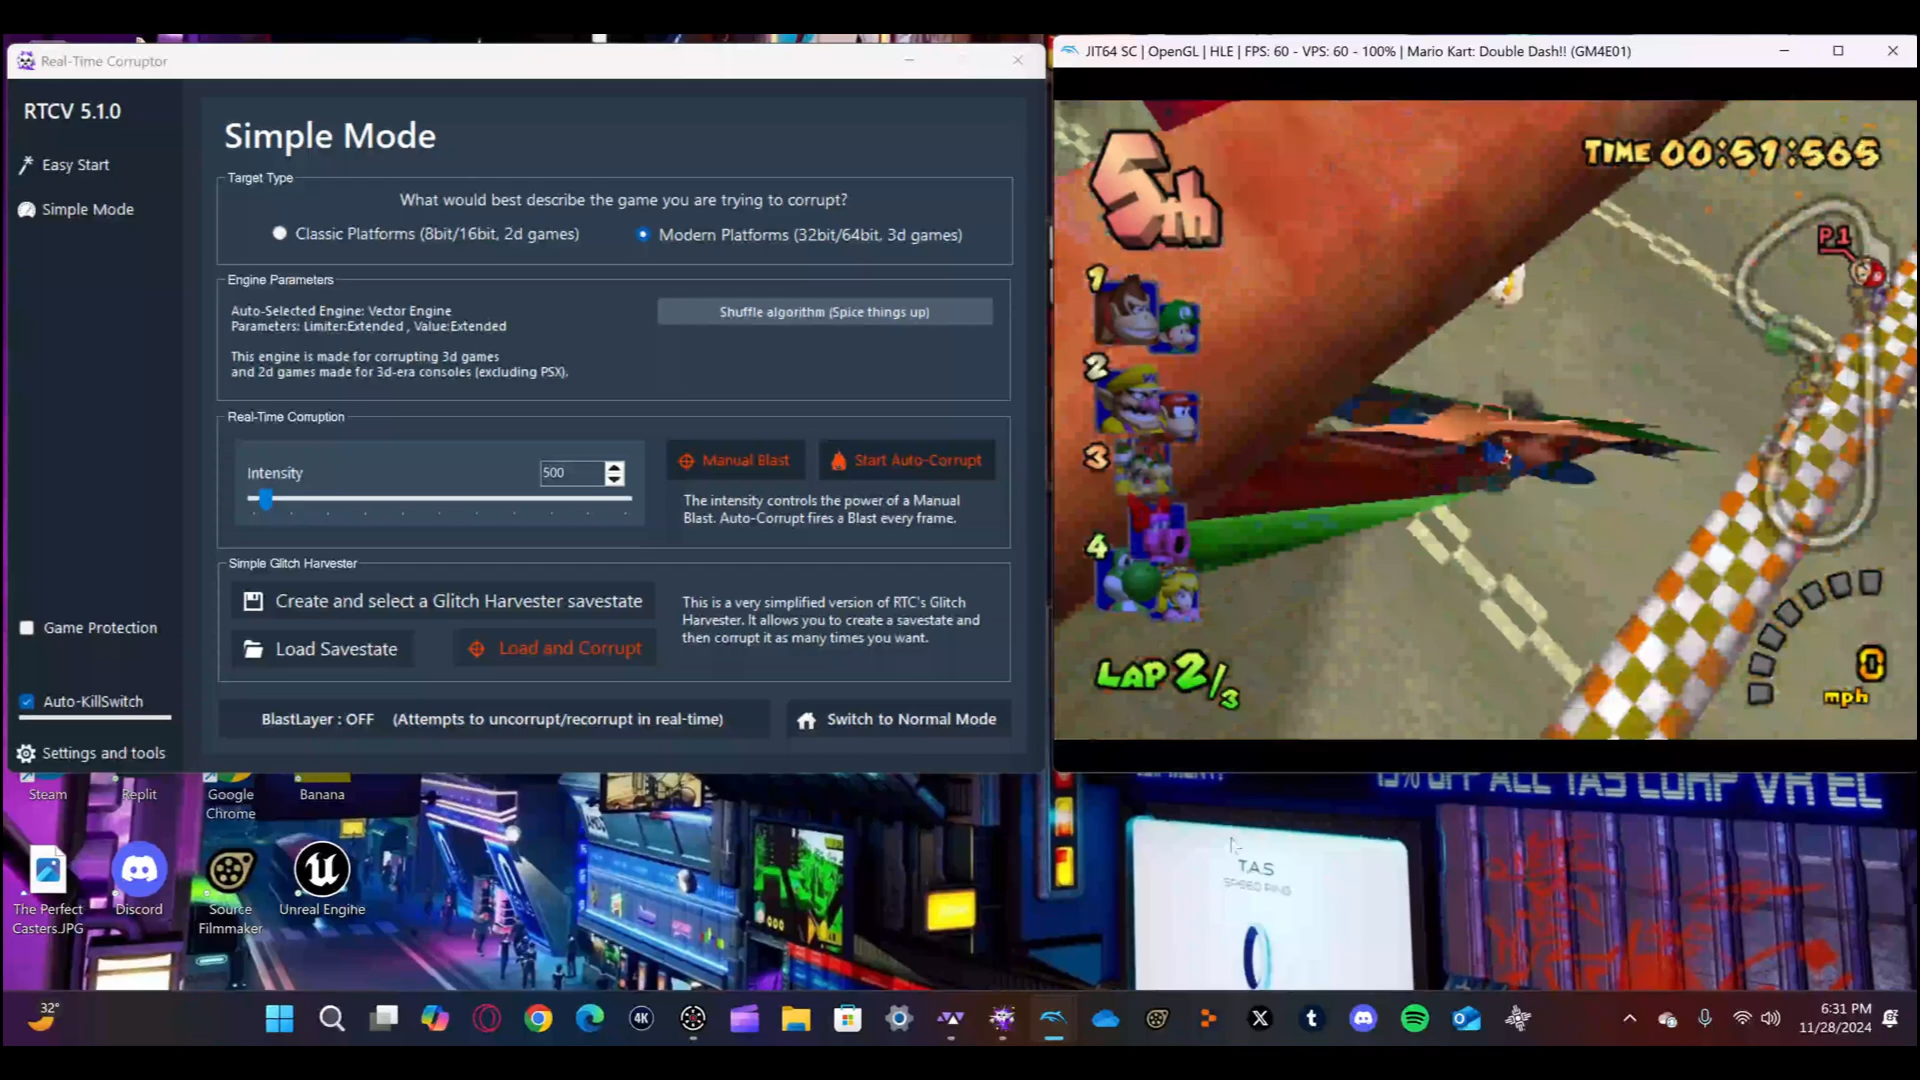 Real-Time Corruptor
RTCV 5.1.0
Easy Start
Simple Mode
Game Protection
Auto-KillSwitch
Settings and tools
Simple Mode
Target Type
What would best describe the game you are trying to corrupt?
Classic Platforms (8bit/16bit, 2d games)
Modern Platforms (32bit/64bit, 3d games)
Engine Parameters
Auto-Selected Engine: Vector Engine
Parameters: Limiter:Extended , Value:Extended
Shuffle algorithm (Spice things up)
This engine is made for corrupting 3d games
and 2d games made for 3d-era consoles (excluding PSX).
Real-Time Corruption
Intensity
500
Manual Blast
Start Auto-Corrupt
The intensity controls the power of a Manual
Blast. Auto-Corrupt fires a Blast every frame.
Simple Glitch Harvester
Create and select a Glitch Harvester savestate
Load Savestate
Load and Corrupt
This is a very simplified version of RTC's Glitch
Harvester. It allows you to create a savestate and
then corrupt it as many times you want.
BlastLayer : OFF (Attempts to uncorrupt/recorrupt in real-time)
Switch to Normal Mode
JIT64 SC | OpenGL | HLE | FPS: 60 - VPS: 60 - 100% | Mario Kart: Double Dash!! (GM4E01)
5th
TIME 00:51:565
P1
1
2
3
4
LAP 2/3
0
mph
Steam
Replit
Google
Chrome
Banana
The Perfect
Casters.JPG
Discord
Source
Filmmaker
Unreal Engine
15% OFF ALL TAS CORP VR EL
TAS
SPEED PING
32°
4K
6:31 PM
11/28/2024